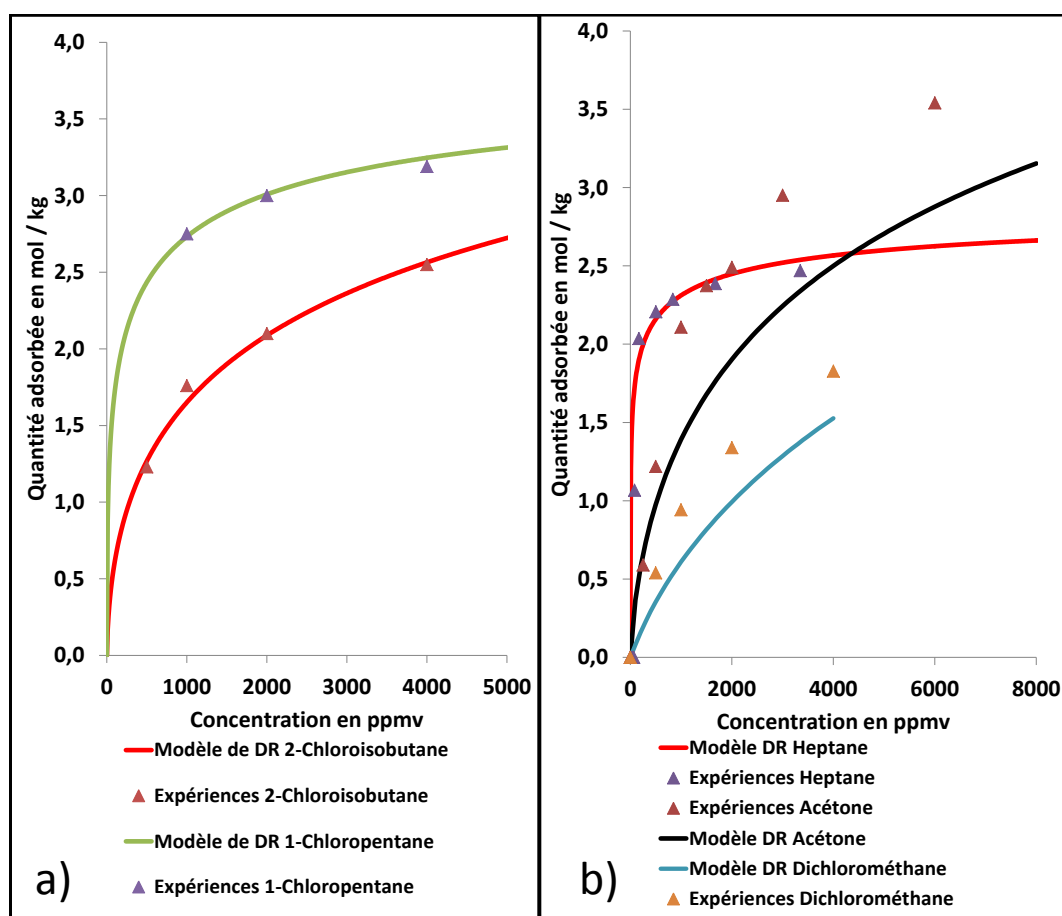 4,0
3,5
3,0
2,5
2,0
1,5
1,0
0,5
0,0
Quantité adsorbée en mol / kg
0 1000 2000 3000 4000 5000
Concentration en ppmv
Modèle de DR 2-Chloroisobutane
Expériences 2-Chloroisobutane
Modèle de DR 1-Chloropentane
Expériences 1-Chloropentane
a)
4,0
3,5
3,0
2,5
2,0
1,5
1,0
0,5
0,0
Quantité adsorbée en mol / kg
0 2000 4000 6000 8000
Concentration en ppmv
Modèle DR Heptane
Expériences Heptane
Expériences Acétone
Modèle DR Acétone
Modèle DR Dichlorométhane
Expériences Dichlorométhane
b)